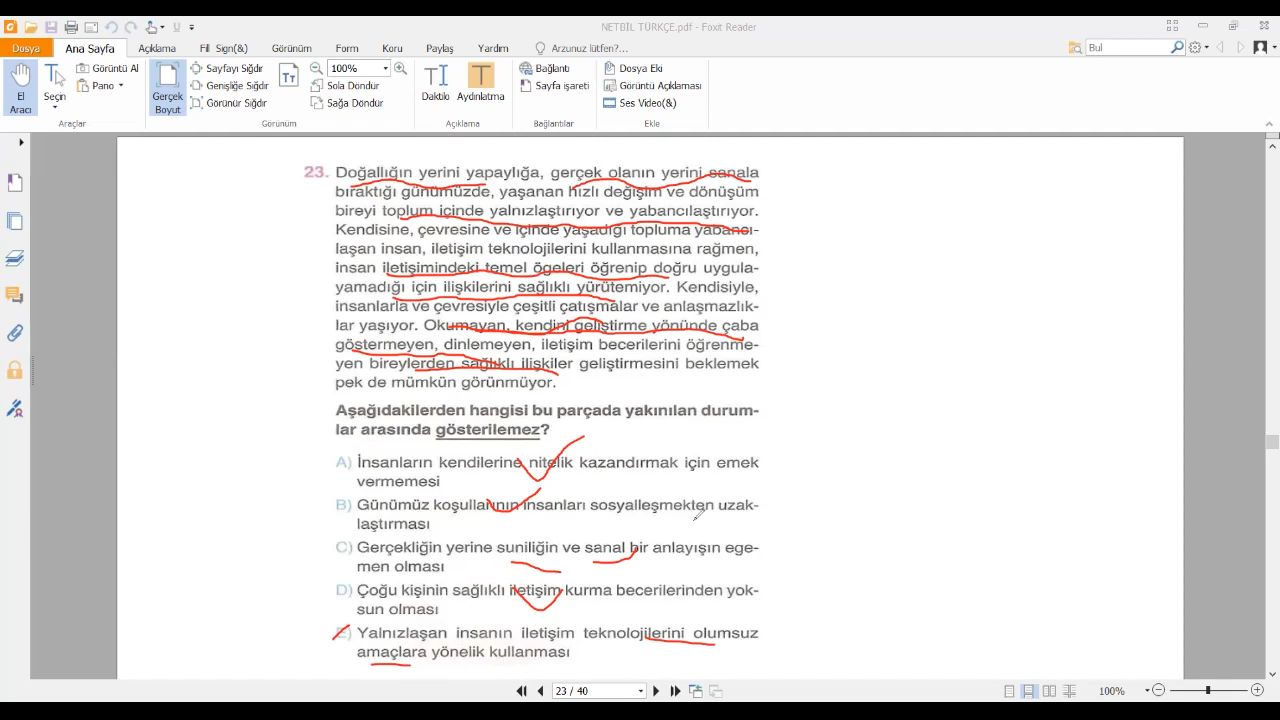 NETBİL TÜRKÇE.pdf - Foxit Reader
Dosya Ana Sayfa Açıklama Fill Sign(&) Görünüm Form Koru Paylaş Yardım Arzunuz lütfen?... Bul
El Aracı
Seçin
Görüntü Al
Pano
Gerçek Boyut
Sayfayı Sığdır
Genişliğe Sığdır
Görünür Sığdır
100%
Sola Döndür
Sağa Döndür
Daktilo
Aydınlatma
Bağlantı
Sayfa işareti
Dosya Eki
Görüntü Açıklaması
Ses Video(&)
Araçlar Görünüm Açıklama Bağlantılar Ekle
23. Doğallığın yerini yapaylığa, gerçek olanın yerini sanala
bıraktığı günümüzde, yaşanan hızlı değişim ve dönüşüm
bireyi toplum içinde yalnızlaştırıyor ve yabancılaştırıyor.
Kendisine, çevresine ve içinde yaşadığı topluma yabancı-
laşan insan, iletişim teknolojilerini kullanmasına rağmen,
insan iletişimindeki temel ögeleri öğrenip doğru uygula-
yamadığı için ilişkilerini sağlıklı yürütemiyor. Kendisiyle,
insanlarla ve çevresiyle çeşitli çatışmalar ve anlaşmazlık-
lar yaşıyor. Okumayan, kendini geliştirme yönünde çaba
göstermeyen, dinlemeyen, iletişim becerilerini öğrenme-
yen bireylerden sağlıklı ilişkiler geliştirmesini beklemek
pek de mümkün görünmüyor.
Aşağıdakilerden hangisi bu parçada yakınılan durum-
lar arasında gösterilemez?
A) İnsanların kendilerine nitelik kazandırmak için emek
vermemesi
B) Günümüz koşullarının insanları sosyalleşmekten uzak-
laştırması
C) Gerçekliğin yerine suniliğin ve sanal bir anlayışın ege-
men olması
D) Çoğu kişinin sağlıklı iletişim kurma becerilerinden yok-
sun olması
E) Yalnızlaşan insanın iletişim teknolojilerini olumsuz
amaçlara yönelik kullanması
23 / 40
100%